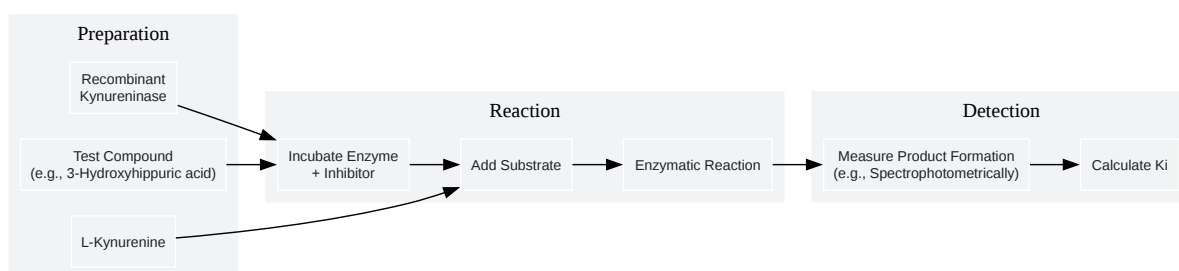 Preparation
Recombinant
Kynureninase
Test Compound
(e.g., 3-Hydroxyhippuric acid)
L-Kynurenine
Reaction
Incubate Enzyme
+ Inhibitor
Add Substrate
Enzymatic Reaction
Detection
Measure Product Formation
(e.g., Spectrophotometrically)
Calculate Ki